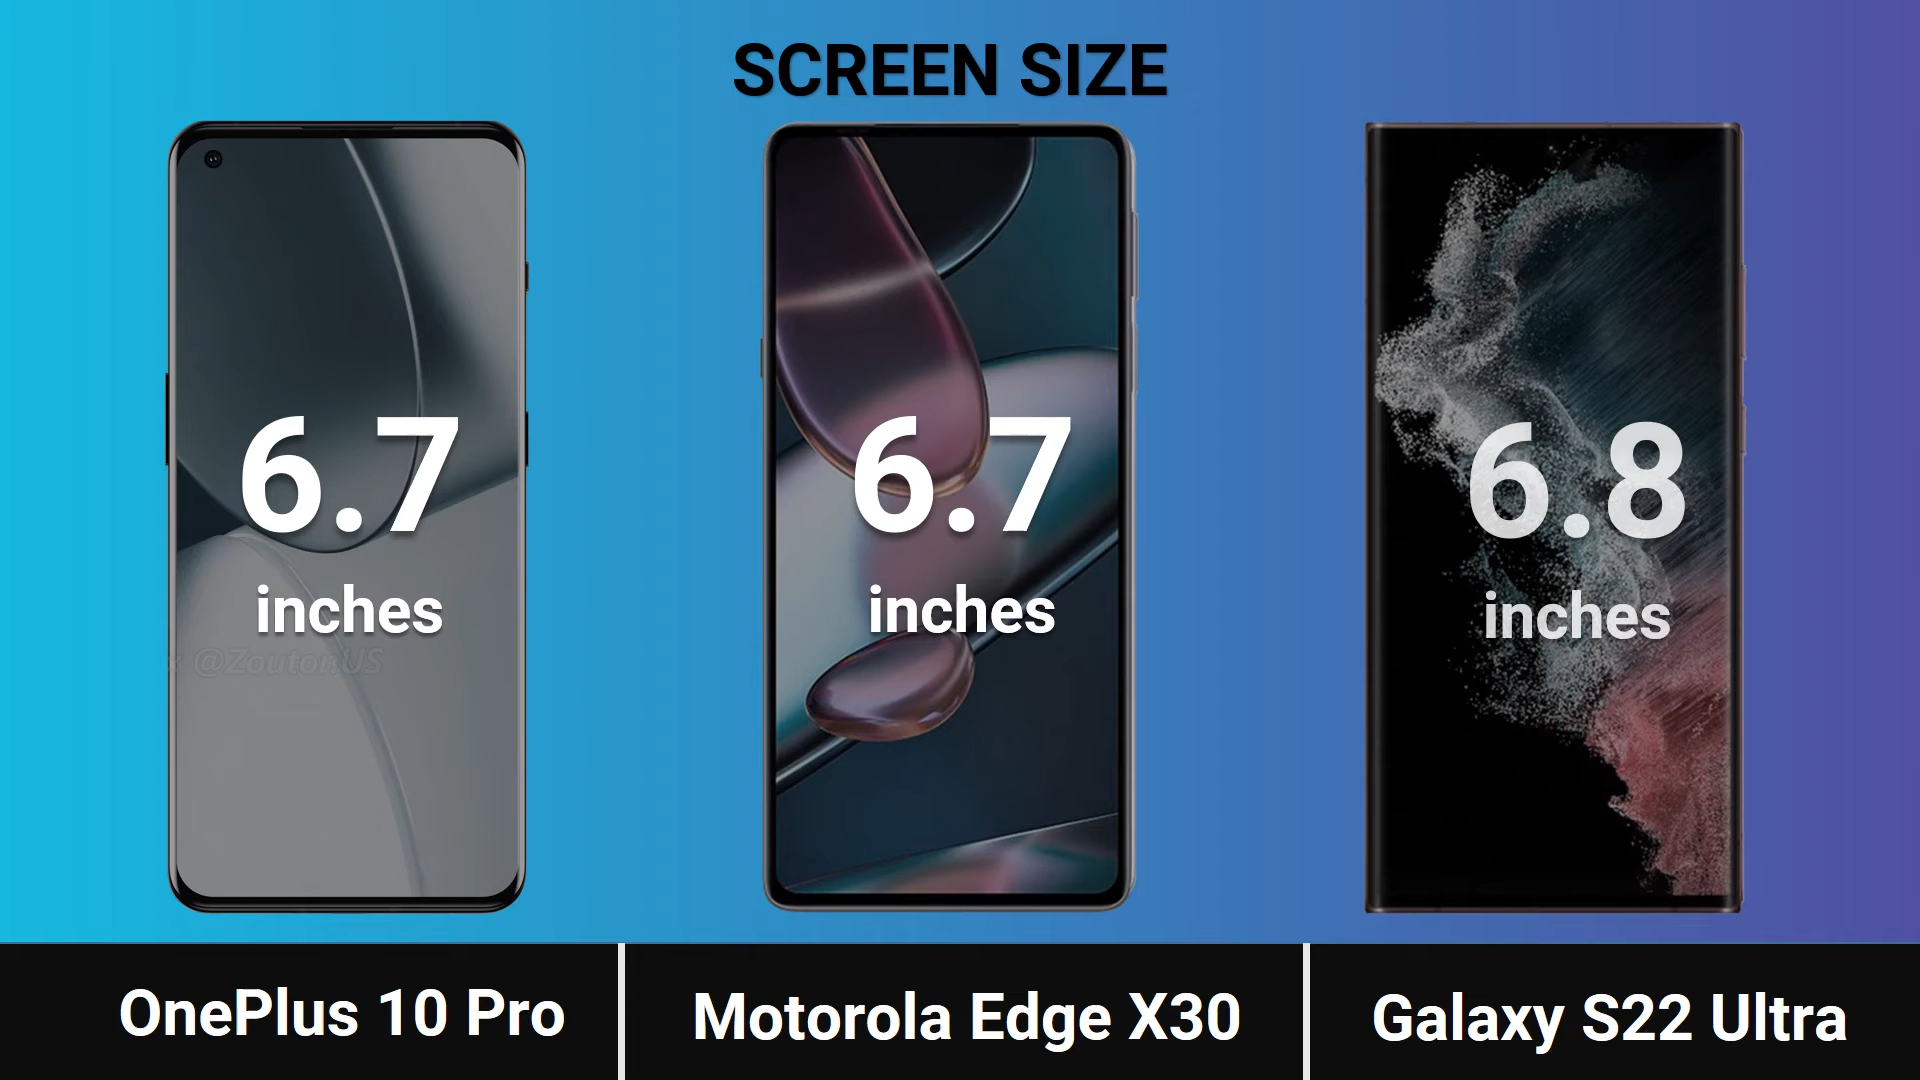 SCREEN SIZE
6.7
inches
@ZoutonUS
6.7
inches
6.8
inches
OnePlus 10 Pro
Motorola Edge X30
Galaxy S22 Ultra